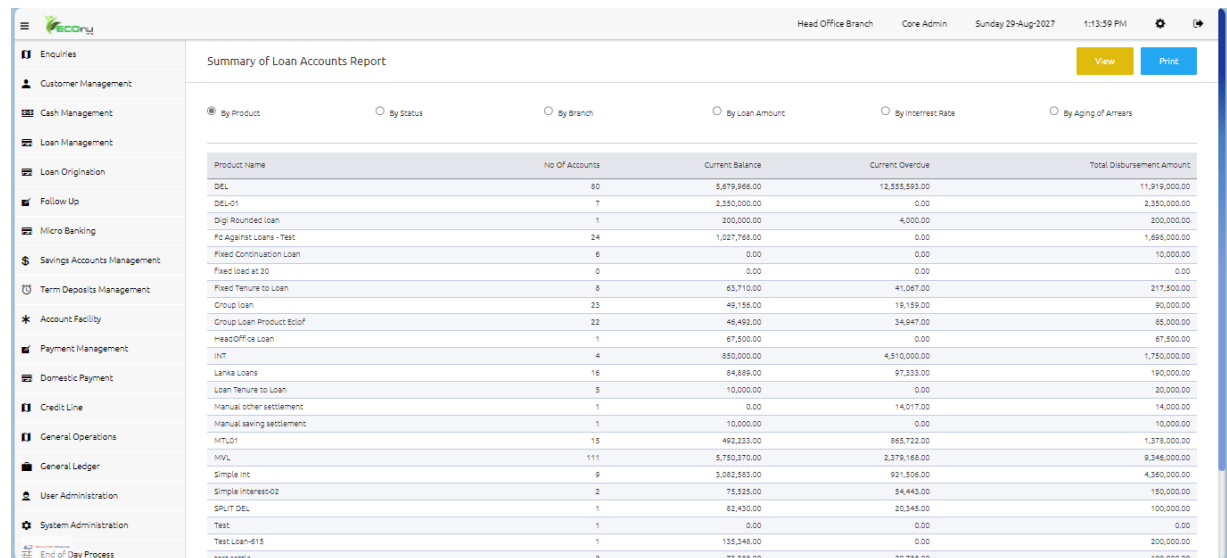 ecory Head Office Branch Core Admin Sunday 29-Aug-2027 1:13:59 PM
Enquiries
Customer Management
Cash Management
Loan Management
Loan Origination
Follow Up
Micro Banking
Savings Accounts Management
Term Deposits Management
Account Facility
Payment Management
Domestic Payment
Credit Line
General Operations
General Ledger
User Administration
System Administration
End of Day Process
Summary of Loan Accounts Report View Print
By Product By Status By Branch By Loan Amount By Interrest Rate By Aging of Arrears
Product Name No Of Accounts Current Balance Current Overdue Total Disbursement Amount
DEL 80 5,679,966.00 12,555,593.00 11,919,000.00
DEL-01 7 2,350,000.00 0.00 2,350,000.00
Digi Rounded loan 1 200,000.00 4,000.00 200,000.00
Fd Against Loans - Test 24 1,027,768.00 0.00 1,698,000.00
Fixed Continuation Loan 6 0.00 0.00 10,000.00
fixed load at 20 0 0.00 0.00 0.00
Fixed Tenure to Loan 8 63,710.00 41,067.00 217,500.00
Group loan 23 49,156.00 19,159.00 90,000.00
Group Loan Product Eclof 22 46,492.00 34,947.00 85,000.00
HeadOffice Loan 1 67,500.00 0.00 67,500.00
INT 4 850,000.00 4,510,000.00 1,750,000.00
Lanka Loans 16 84,889.00 97,333.00 190,000.00
Loan Tenure to Loan 5 10,000.00 0.00 20,000.00
Manual other settlement 1 0.00 14,017.00 14,000.00
Manual saving settlement 1 10,000.00 0.00 10,000.00
MTL01 15 492,233.00 865,722.00 1,378,000.00
MVL 111 5,750,370.00 2,379,168.00 9,346,000.00
Simple Int 9 3,082,583.00 921,506.00 4,360,000.00
Simple interest-02 2 75,525.00 54,443.00 150,000.00
SPLIT DEL 1 82,430.00 20,345.00 100,000.00
Test 1 0.00 0.00 0.00
Test Loan-615 1 135,348.00 0.00 200,000.00